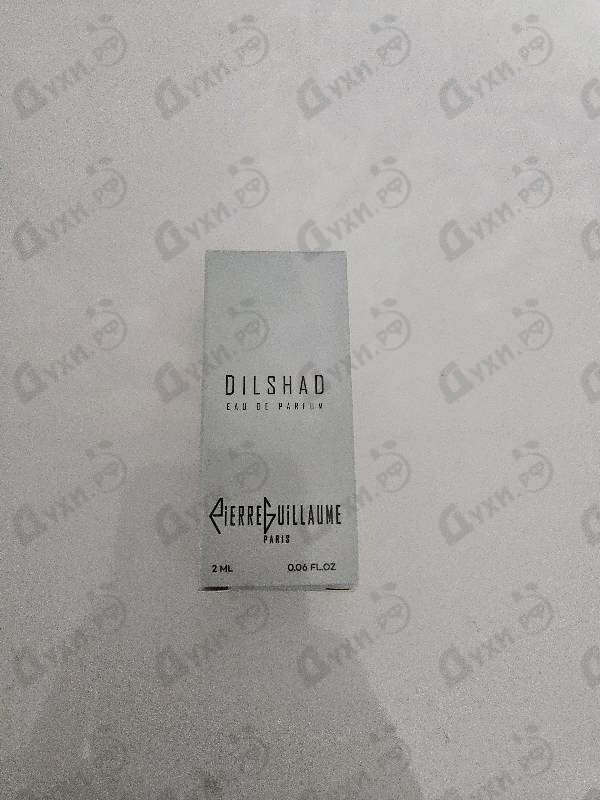 DILSHAD
EAU DE PARFUM
PIERRE GUILLAUME
PARIS
2 ML 0.06 FL.OZ
Духи.рф